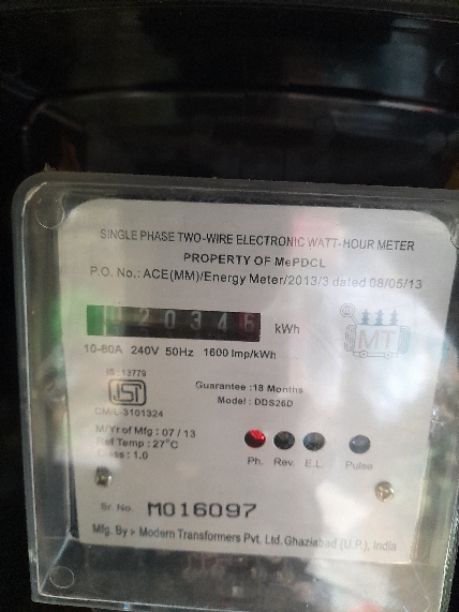 SINGLE PHASE TWO-WIRE ELECTRONIC WATT-HOUR METER
PROPERTY OF MePDCL
P.O. No.: ACE(MM)/Energy Meter/2013/3 dated 08/05/13
020346 kWh
MT
10-60A 240V 50Hz 1600 Imp/kWh
IS : 13779
ISI
CM/L-3101324
Guarantee : 18 Months
Model : DDS26D
M/Yr of Mfg : 07 / 13
Ref Temp : 27°C
Class : 1.0
Ph. Rev. E.L. Pulse
Sr. No. M016097
Mfg. By :- Modern Transformers Pvt. Ltd. Ghaziabad (U.P.), India